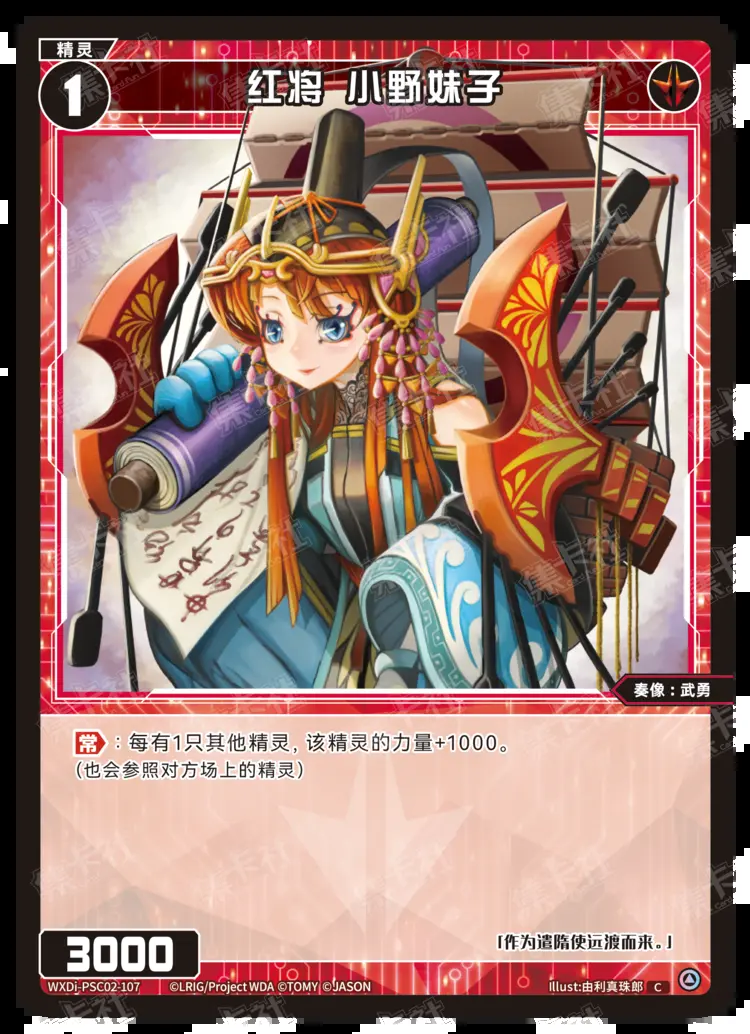 精灵
1
红将 小野妹子
奏像：武勇
常：每有1只其他精灵，该精灵的力量+1000。
（也会参照对方场上的精灵）
「作为遣隋使远渡而来。」
3000
WXDi-PSC02-107 ©LRIG/Project WDA ©TOMY ©JASON Illust:由利真珠郎 C
集卡社